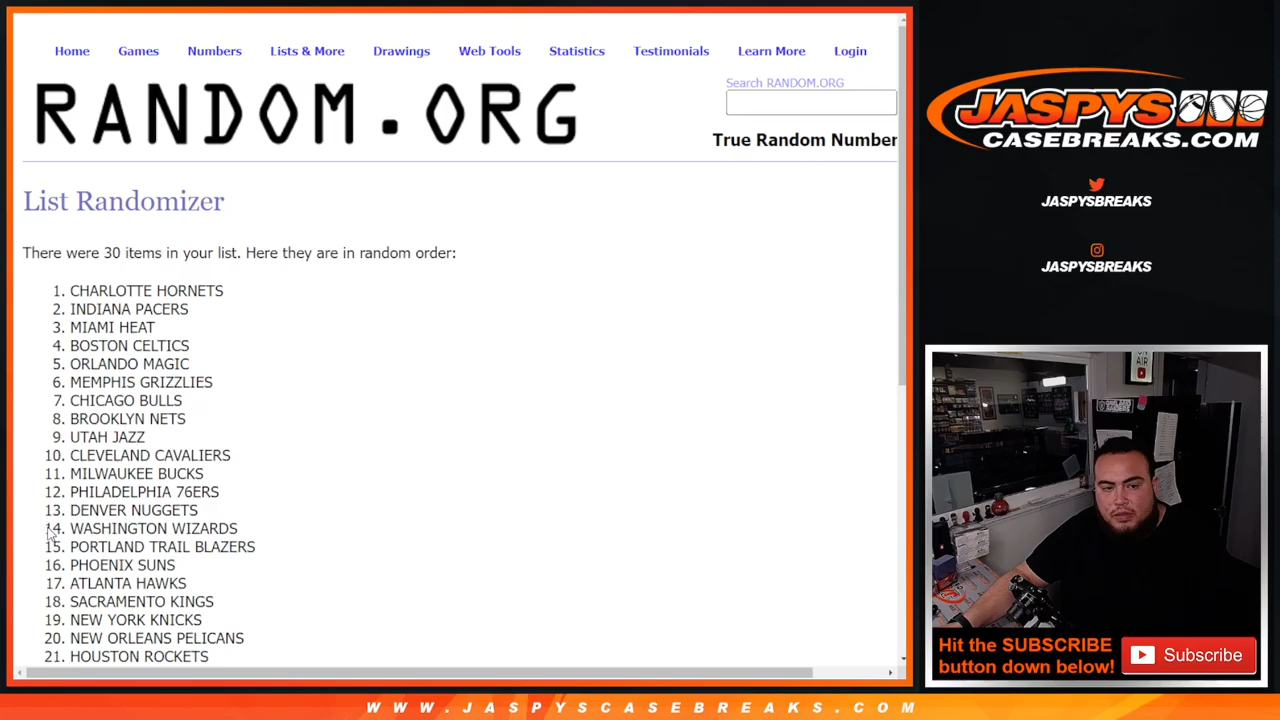 Home Games Numbers Lists & More Drawings Web Tools Statistics Testimonials Learn More Login
RANDOM.ORG
Search RANDOM.ORG
True Random Number
List Randomizer
There were 30 items in your list. Here they are in random order:
1. CHARLOTTE HORNETS
2. INDIANA PACERS
3. MIAMI HEAT
4. BOSTON CELTICS
5. ORLANDO MAGIC
6. MEMPHIS GRIZZLIES
7. CHICAGO BULLS
8. BROOKLYN NETS
9. UTAH JAZZ
10. CLEVELAND CAVALIERS
11. MILWAUKEE BUCKS
12. PHILADELPHIA 76ERS
13. DENVER NUGGETS
14. WASHINGTON WIZARDS
15. PORTLAND TRAIL BLAZERS
16. PHOENIX SUNS
17. ATLANTA HAWKS
18. SACRAMENTO KINGS
19. NEW YORK KNICKS
20. NEW ORLEANS PELICANS
21. HOUSTON ROCKETS
JASPYS
CASEBREAKS.COM
JASPYSBREAKS
JASPYSBREAKS
ON AIR
Hit the SUBSCRIBE
button down below!
Subscribe
WWW.JASPYSCASEBREAKS.COM